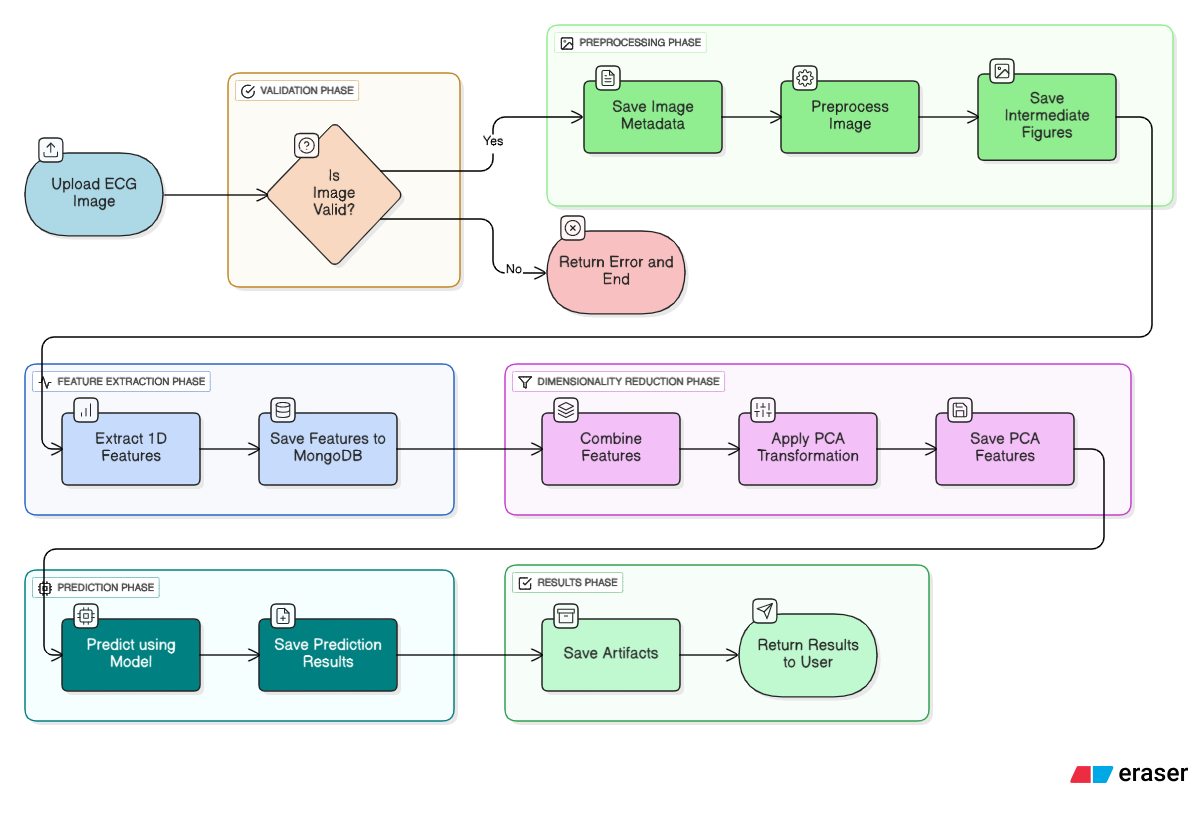 PREPROCESSING PHASE
VALIDATION PHASE
Save Image
Metadata
Preprocess
Image
Save
Intermediate
Figures
Yes
Upload ECG
Image
Is
Image
Valid?
No
Return Error and
End
FEATURE EXTRACTION PHASE
DIMENSIONALITY REDUCTION PHASE
Extract 1D
Features
Save Features to
MongoDB
Combine
Features
Apply PCA
Transformation
Save PCA
Features
PREDICTION PHASE
RESULTS PHASE
Predict using
Model
Save Prediction
Results
Save Artifacts
Return Results
to User
eraser